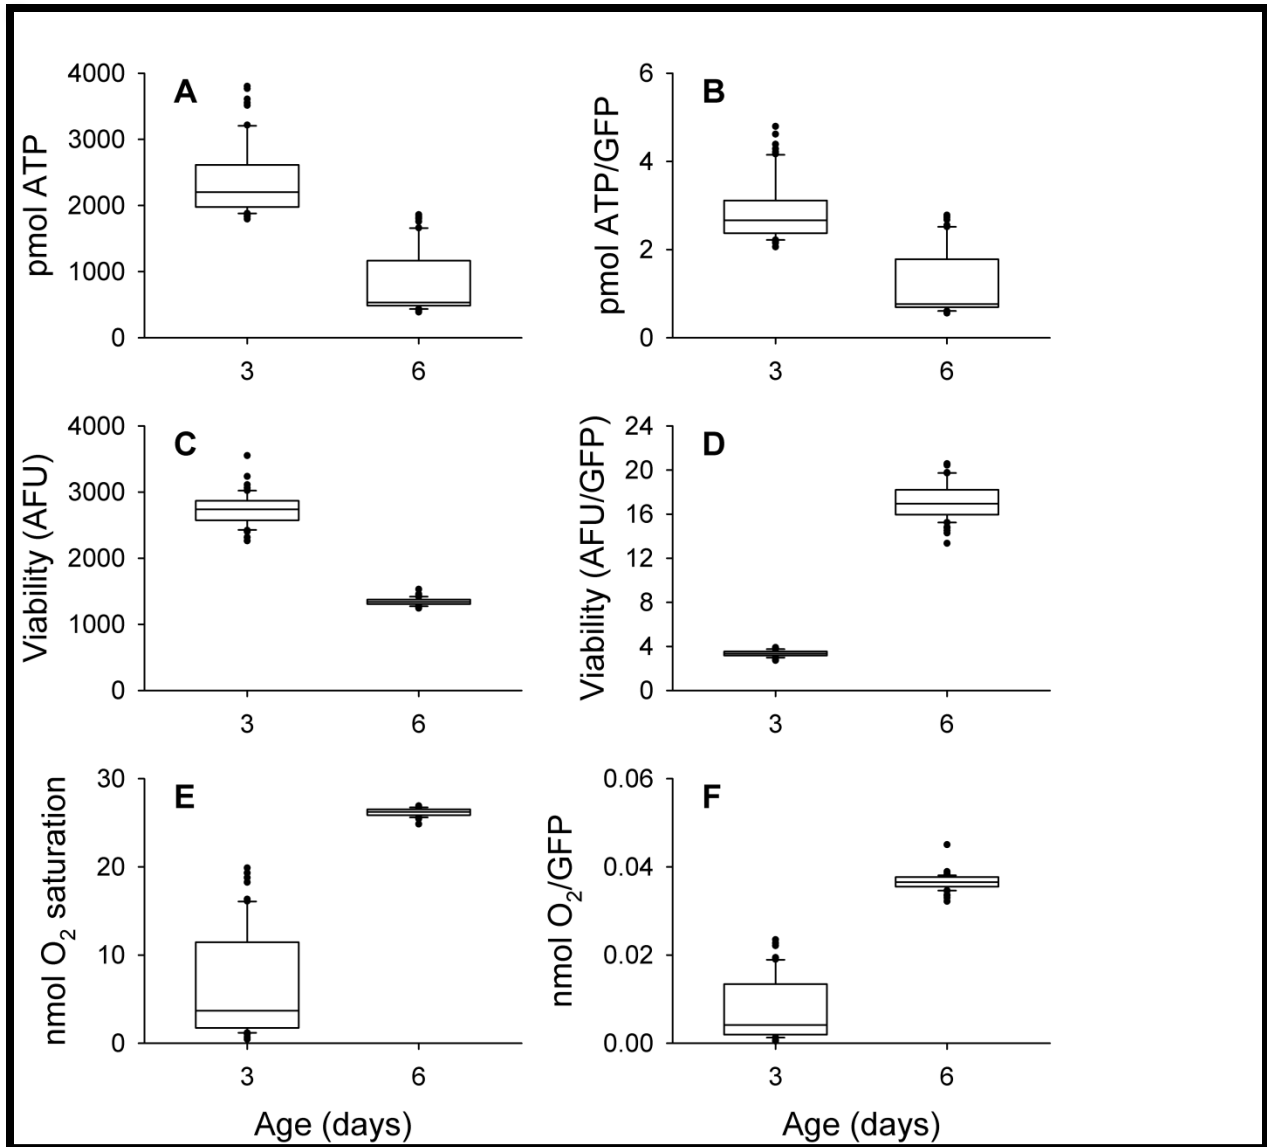 A
pmol ATP
4000
3000
2000
1000
0
3 6
B
pmol ATP/GFP
6
4
2
0
3 6
C
Viability (AFU)
4000
3000
2000
1000
0
3 6
D
Viability (AFU/GFP)
24
20
16
12
8
4
0
3 6
E
nmol O₂ saturation
30
20
10
0
3 6
Age (days)
F
nmol O₂/GFP
0.06
0.04
0.02
0.00
3 6
Age (days)